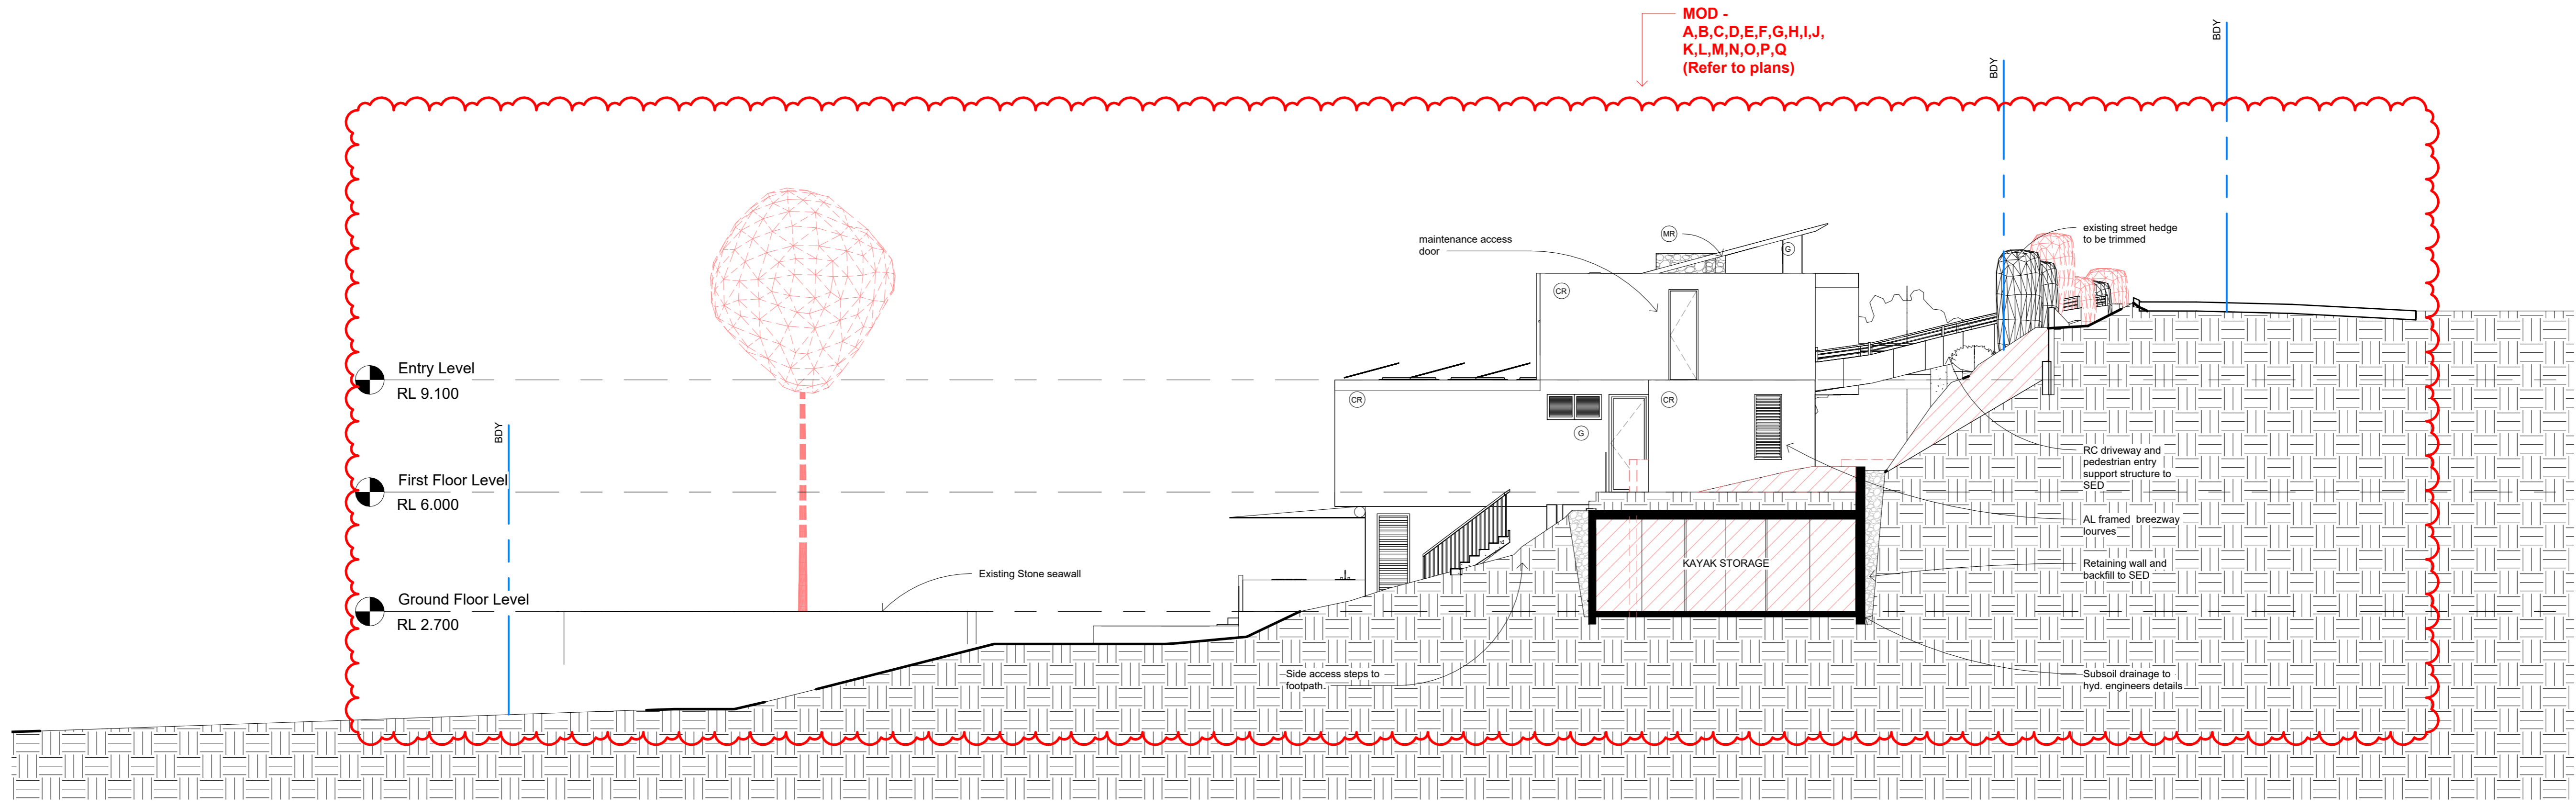 MOD -
A,B,C,D,E,F,G,H,I,J,
K,L,M,N,O,P,Q
(Refer to plans)
BDY
BDY
existing street hedge
to be trimmed
maintenance access
door
MR
G
CR
Entry Level
RL 9.100
CR
CR
G
BDY
First Floor Level
RL 6.000
RC driveway and
pedestrian entry
support structure to
SED
AL framed breezway
lourves
KAYAK STORAGE
Retaining wall and
backfill to SED
Existing Stone seawall
Ground Floor Level
RL 2.700
Side access steps to
footpath.
Subsoil drainage to
hyd. engineers details